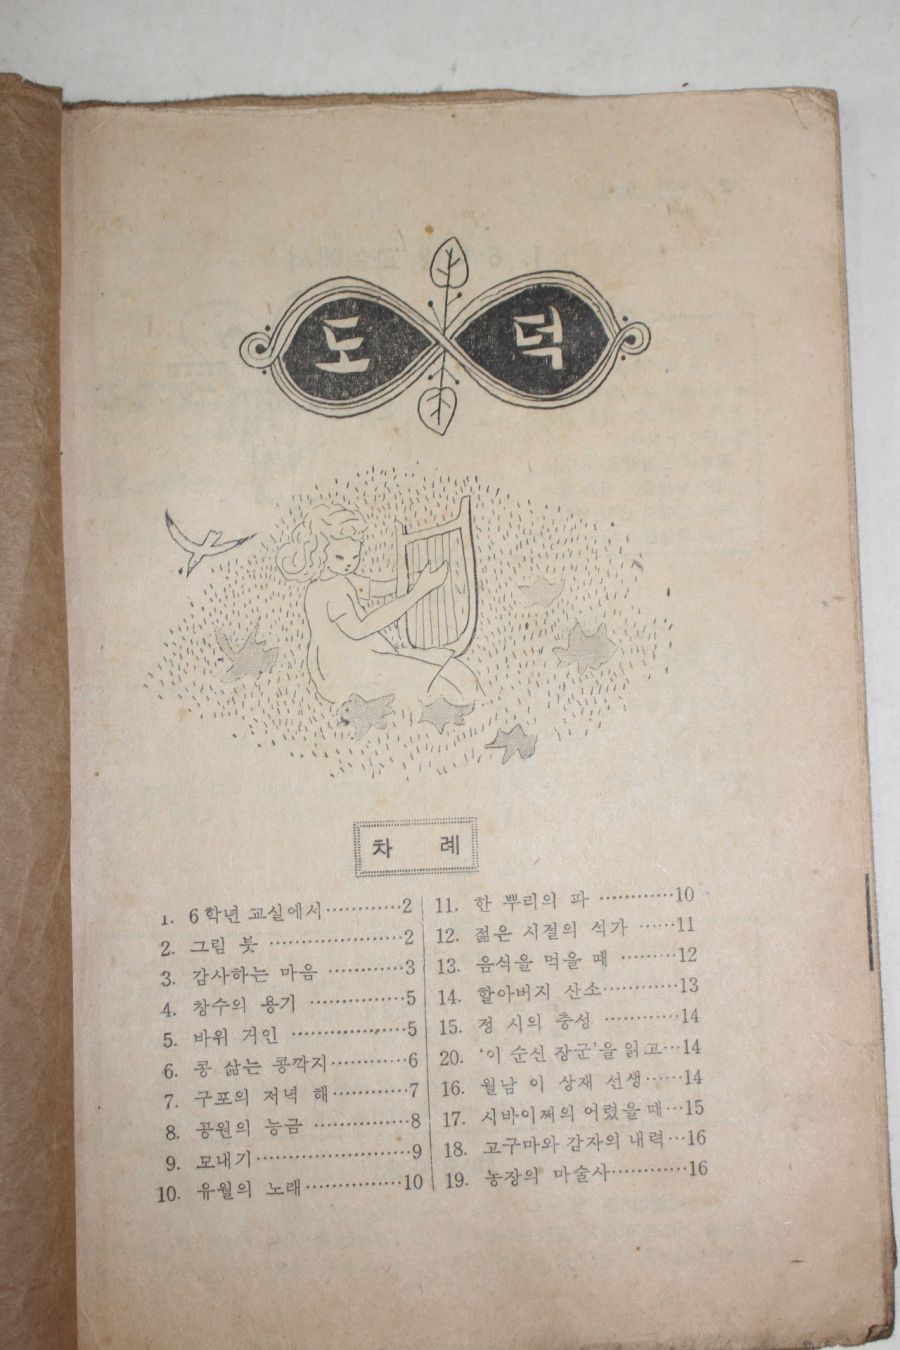 도 덕
차 례
1. 6학년 교실에서…………2
2. 그림 붓 …………………2
3. 감사하는 마음 …………3
4. 창수의 용기 ……………5
5. 바위 거인 ………………5
6. 콩 삶는 콩깍지…………6
7. 구포의 저녁 해…………7
8. 공원의 능금 ……………8
9. 모내기……………………9
10. 유월의 노래……………10
11. 한 뿌리의 파 …………10
12. 젊은 시절의 석가 ……11
13. 음식을 먹을 때 ………12
14. 할아버지 산소…………13
15. 정 시의 충성 …………14
20. ‘이 순신 장군’을 읽고…14
16. 월남 이 상재 선생……14
17. 시바이쩌의 어렸을 때…15
18. 고구마와 감자의 내력…16
19. 농장의 마술사…………16